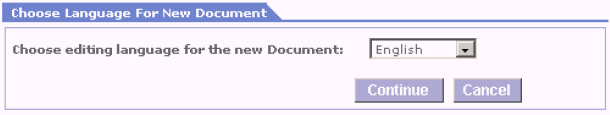 Choose Language For New Document
Choose editing language for the new Document: English
Continue Cancel